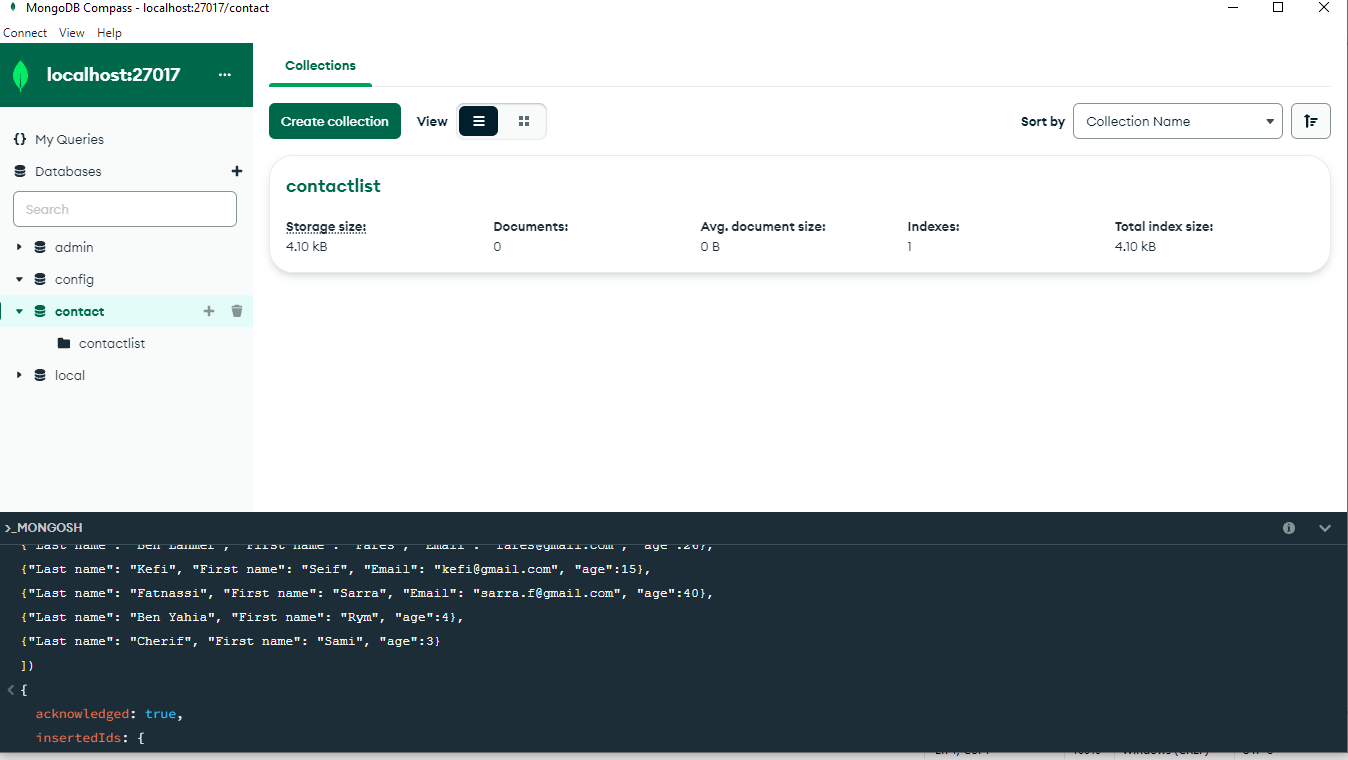 MongoDB Compass - localhost:27017/contact
Connect View Help
localhost:27017 ...
Collections
Create collection View Sort by Collection Name
{} My Queries
Databases +
Search
contactlist
Storage size: Documents: Avg. document size: Indexes: Total index size:
4.10 kB 0 0 B 1 4.10 kB
admin
config
contact +
contactlist
local
>_MONGOSH
{"Last name": "Ben Lahmer", "First name": "Fares", "Email": "fares@gmail.com", "age":26},
{"Last name": "Kefi", "First name": "Seif", "Email": "kefi@gmail.com", "age":15},
{"Last name": "Fatnassi", "First name": "Sarra", "Email": "sarra.f@gmail.com", "age":40},
{"Last name": "Ben Yahia", "First name": "Rym", "age":4},
{"Last name": "Cherif", "First name": "Sami", "age":3}
])
< {
acknowledged: true,
insertedIds: {